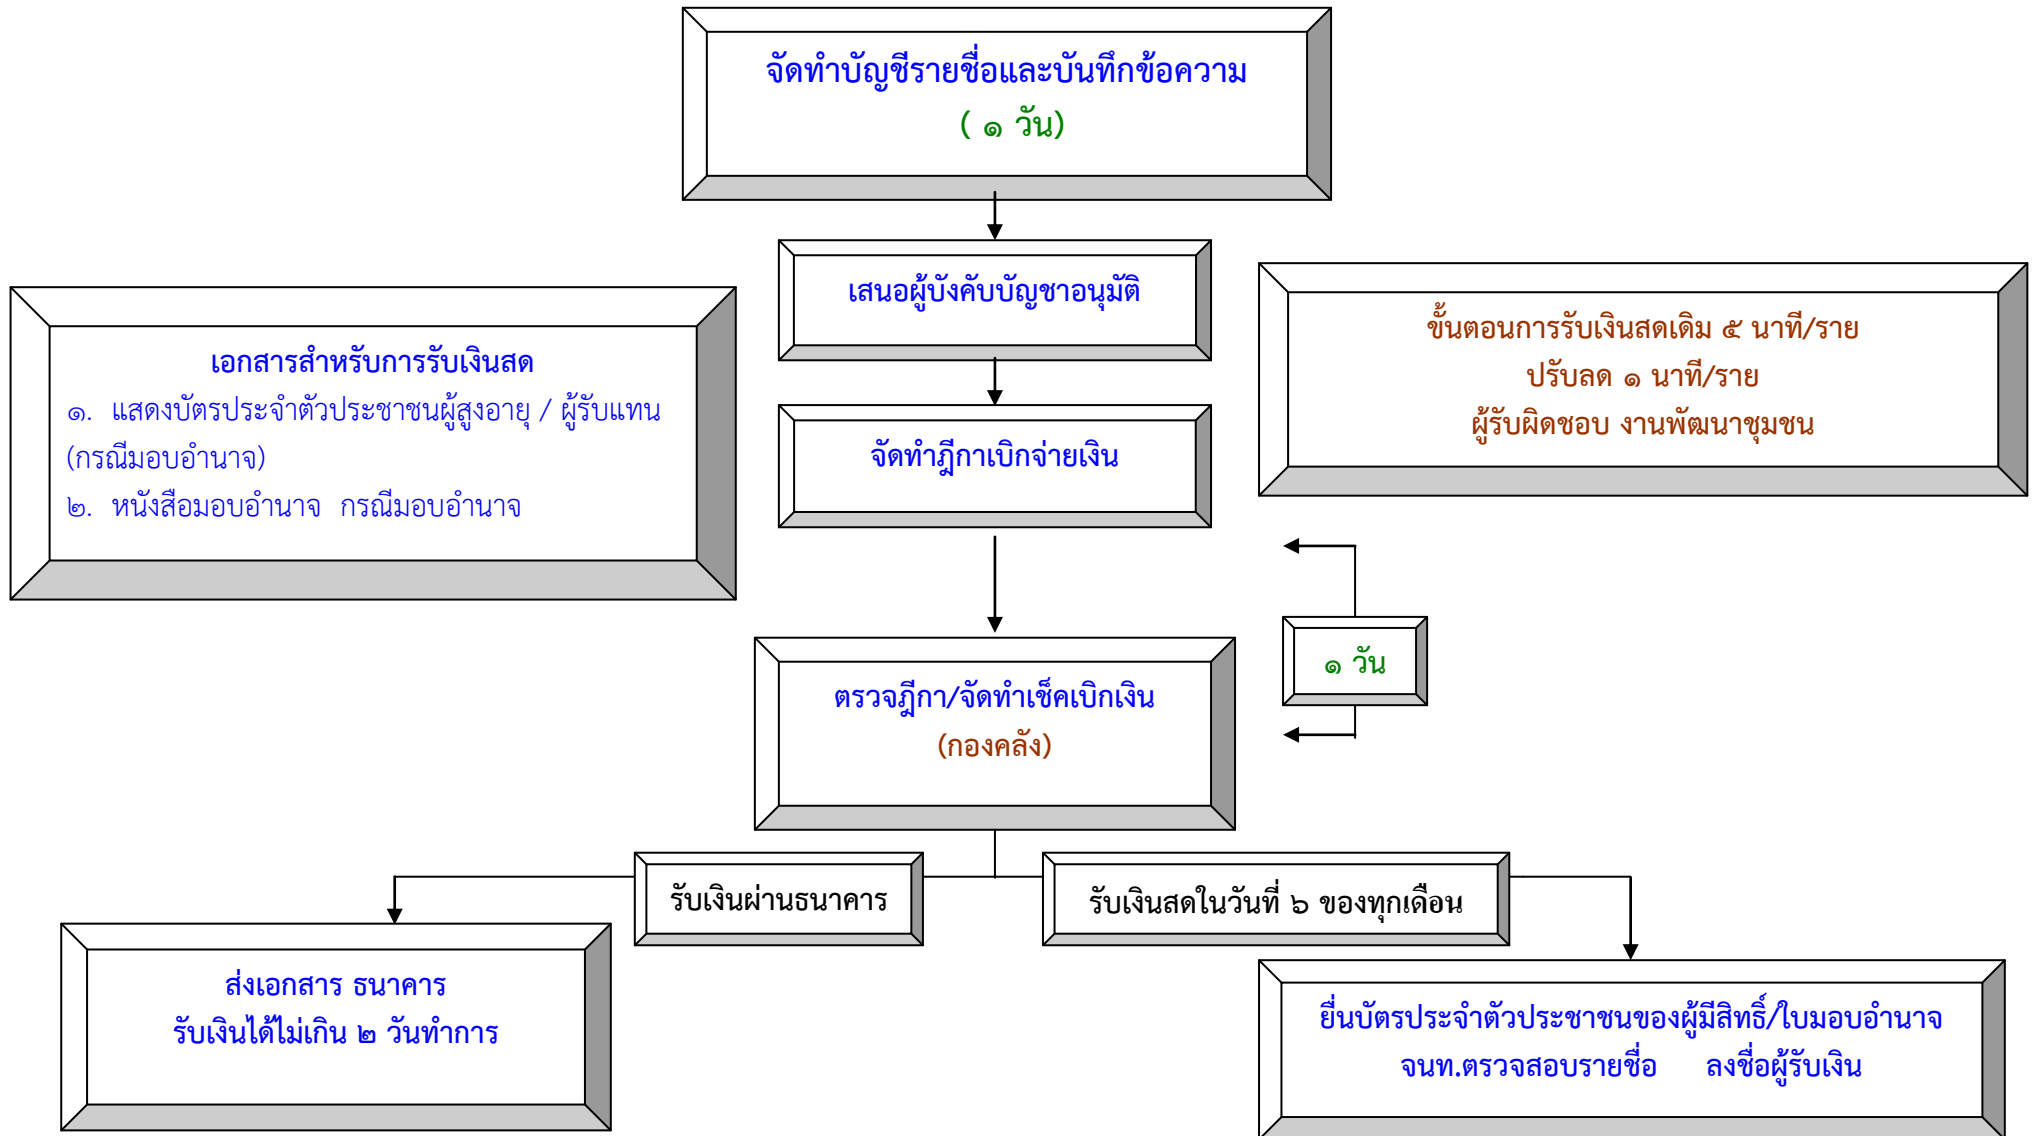 จัดทำบัญชีรายชื่อและบันทึกข้อความ
( ๑ วัน)
เสนอผู้บังคับบัญชาอนุมัติ
เอกสารสำหรับการรับเงินสด
๑. แสดงบัตรประจำตัวประชาชนผู้สูงอายุ / ผู้รับแทน
(กรณีมอบอำนาจ)
๒. หนังสือมอบอำนาจ กรณีมอบอำนาจ
ขั้นตอนการรับเงินสดเดิม ๕ นาที/ราย
ปรับลด ๑ นาที/ราย
ผู้รับผิดชอบ งานพัฒนาชุมชน
จัดทำฎีกาเบิกจ่ายเงิน
๑ วัน
ตรวจฎีกา/จัดทำเช็คเบิกเงิน
(กองคลัง)
รับเงินผ่านธนาคาร
รับเงินสดในวันที่ ๖ ของทุกเดือน
ส่งเอกสาร ธนาคาร
รับเงินได้ไม่เกิน ๒ วันทำการ
ยื่นบัตรประจำตัวประชาชนของผู้มีสิทธิ์/ใบมอบอำนาจ
จนท.ตรวจสอบรายชื่อ ลงชื่อผู้รับเงิน